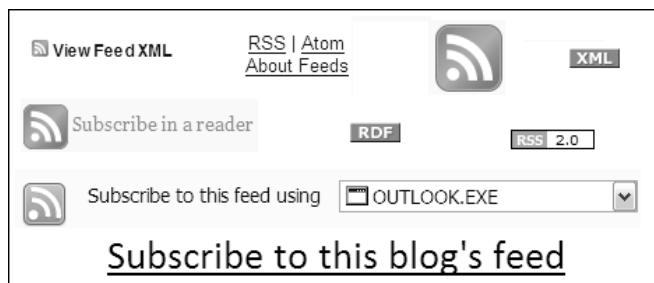 View Feed XML
RSS | Atom
About Feeds
XML
Subscribe in a reader
RDF
RSS 2.0
Subscribe to this feed using OUTLOOK.EXE
Subscribe to this blog's feed